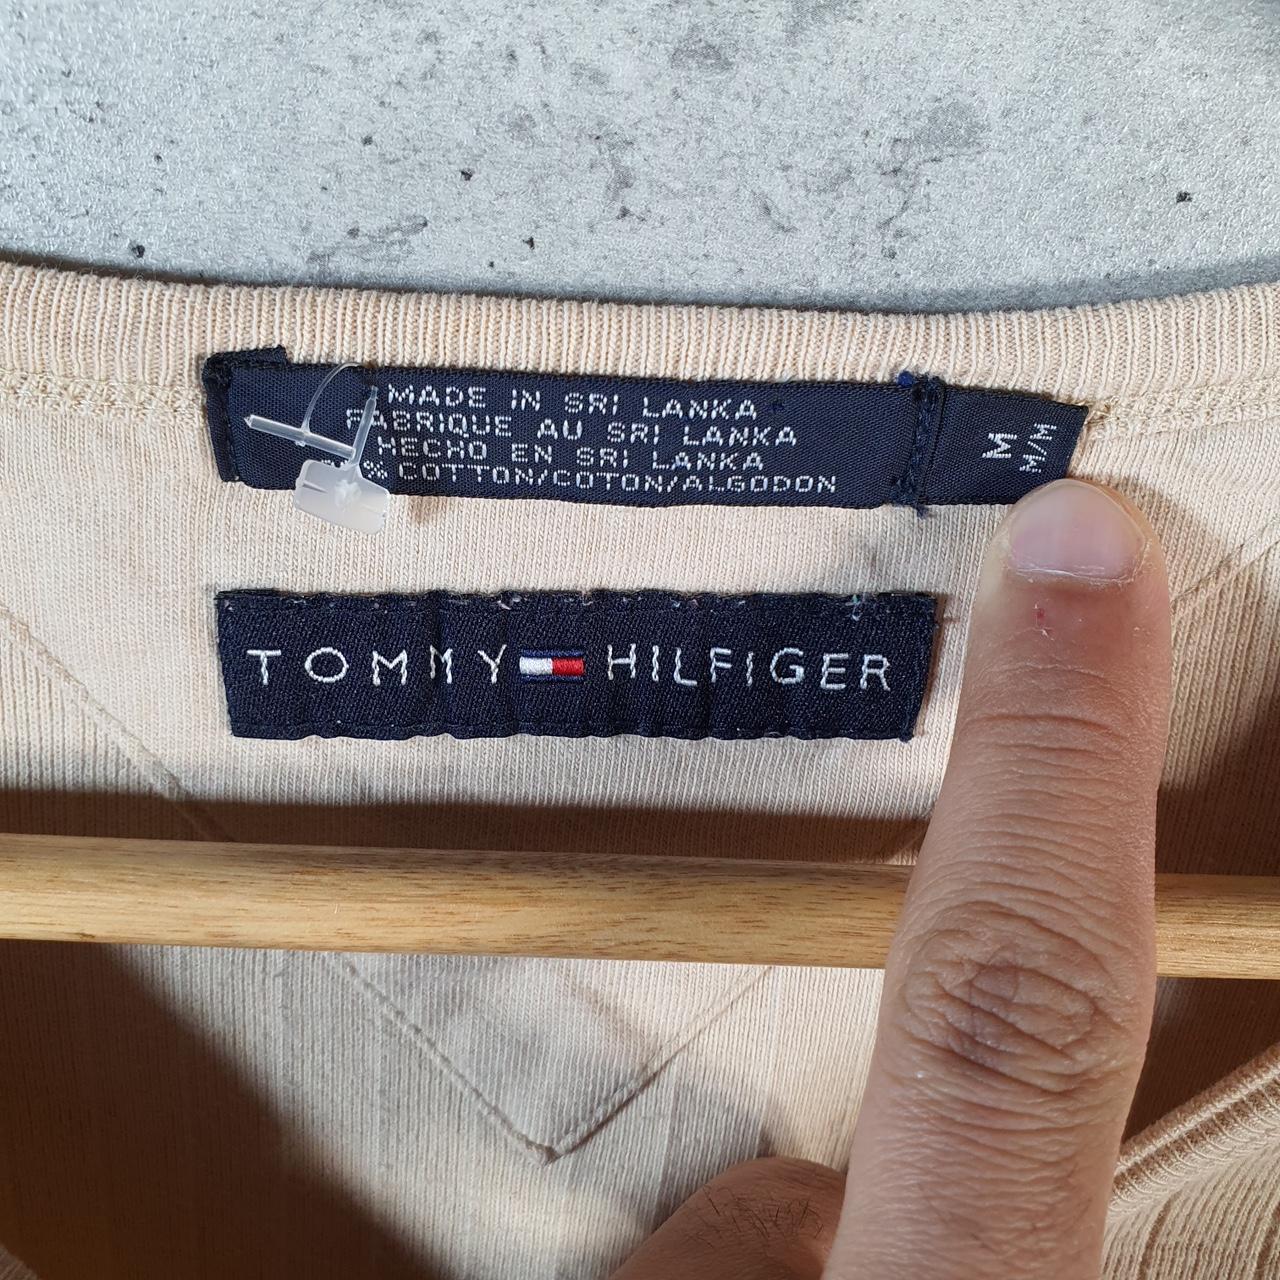 MADE IN SRI LANKA
FABRIQUE AU SRI LANKA
HECHO EN SRI LANKA
% COTTON/COTON/ALGODON
M
M/M
TOMMY HILFIGER